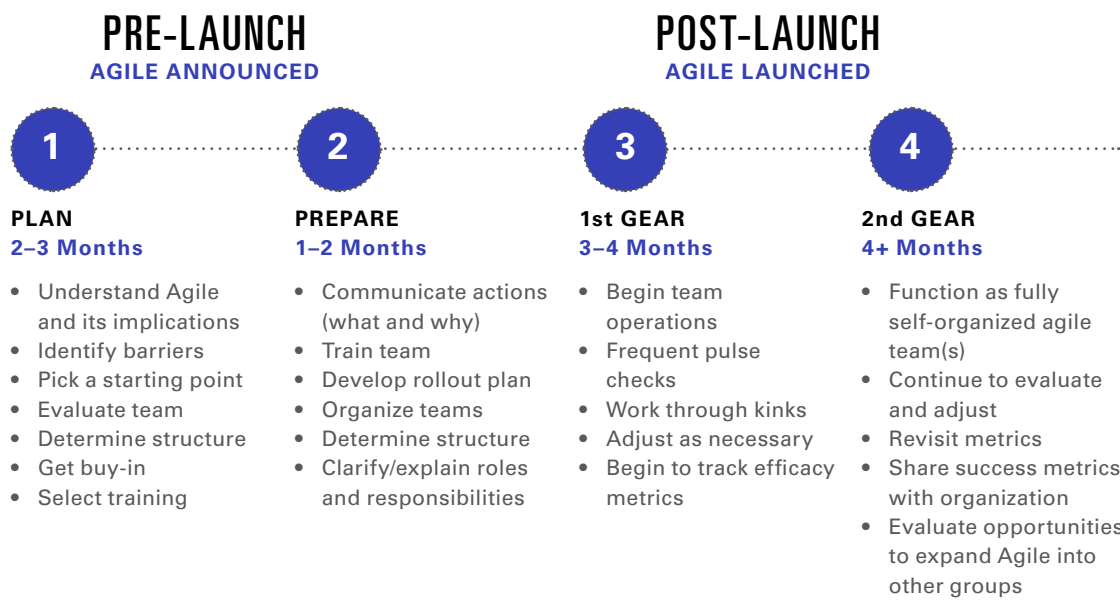 PRE-LAUNCH
AGILE ANNOUNCED
POST-LAUNCH
AGILE LAUNCHED
1
2
3
4
PLAN
2–3 Months
• Understand Agile
and its implications
• Identify barriers
• Pick a starting point
• Evaluate team
• Determine structure
• Get buy-in
• Select training
PREPARE
1–2 Months
• Communicate actions
(what and why)
• Train team
• Develop rollout plan
• Organize teams
• Determine structure
• Clarify/explain roles
and responsibilities
1st GEAR
3–4 Months
• Begin team
operations
• Frequent pulse
checks
• Work through kinks
• Adjust as necessary
• Begin to track efficacy
metrics
2nd GEAR
4+ Months
• Function as fully
self-organized agile
team(s)
• Continue to evaluate
and adjust
• Revisit metrics
• Share success metrics
with organization
• Evaluate opportunities
to expand Agile into
other groups